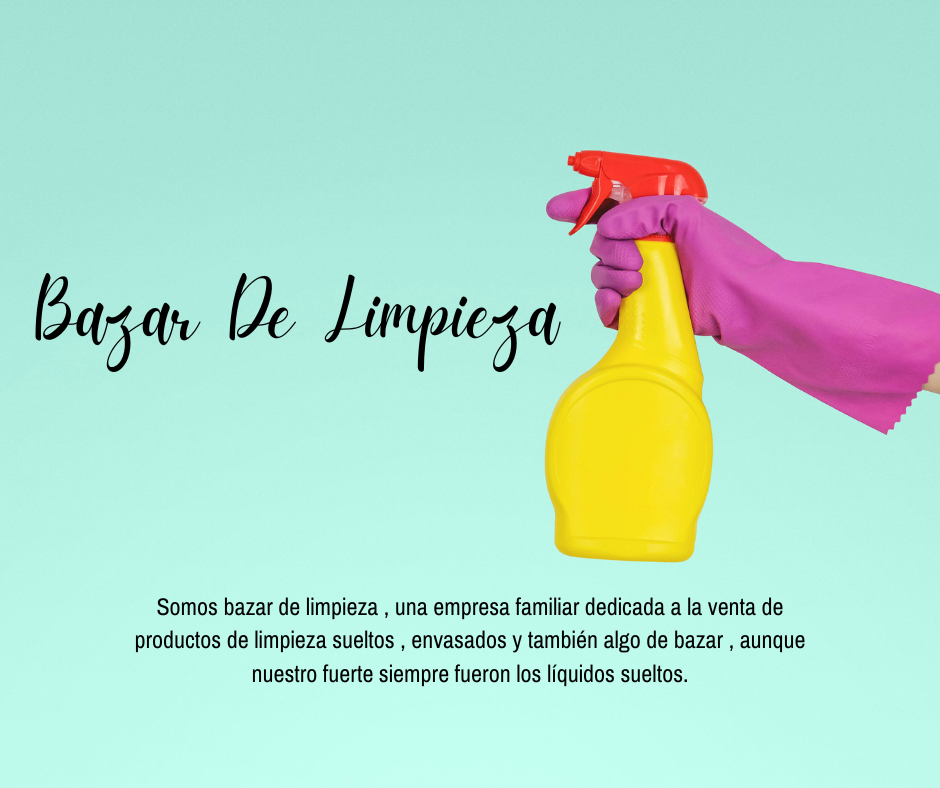 Bazar De Limpieza
Somos bazar de limpieza , una empresa familiar dedicada a la venta de
productos de limpieza sueltos , envasados y también algo de bazar , aunque
nuestro fuerte siempre fueron los líquidos sueltos.